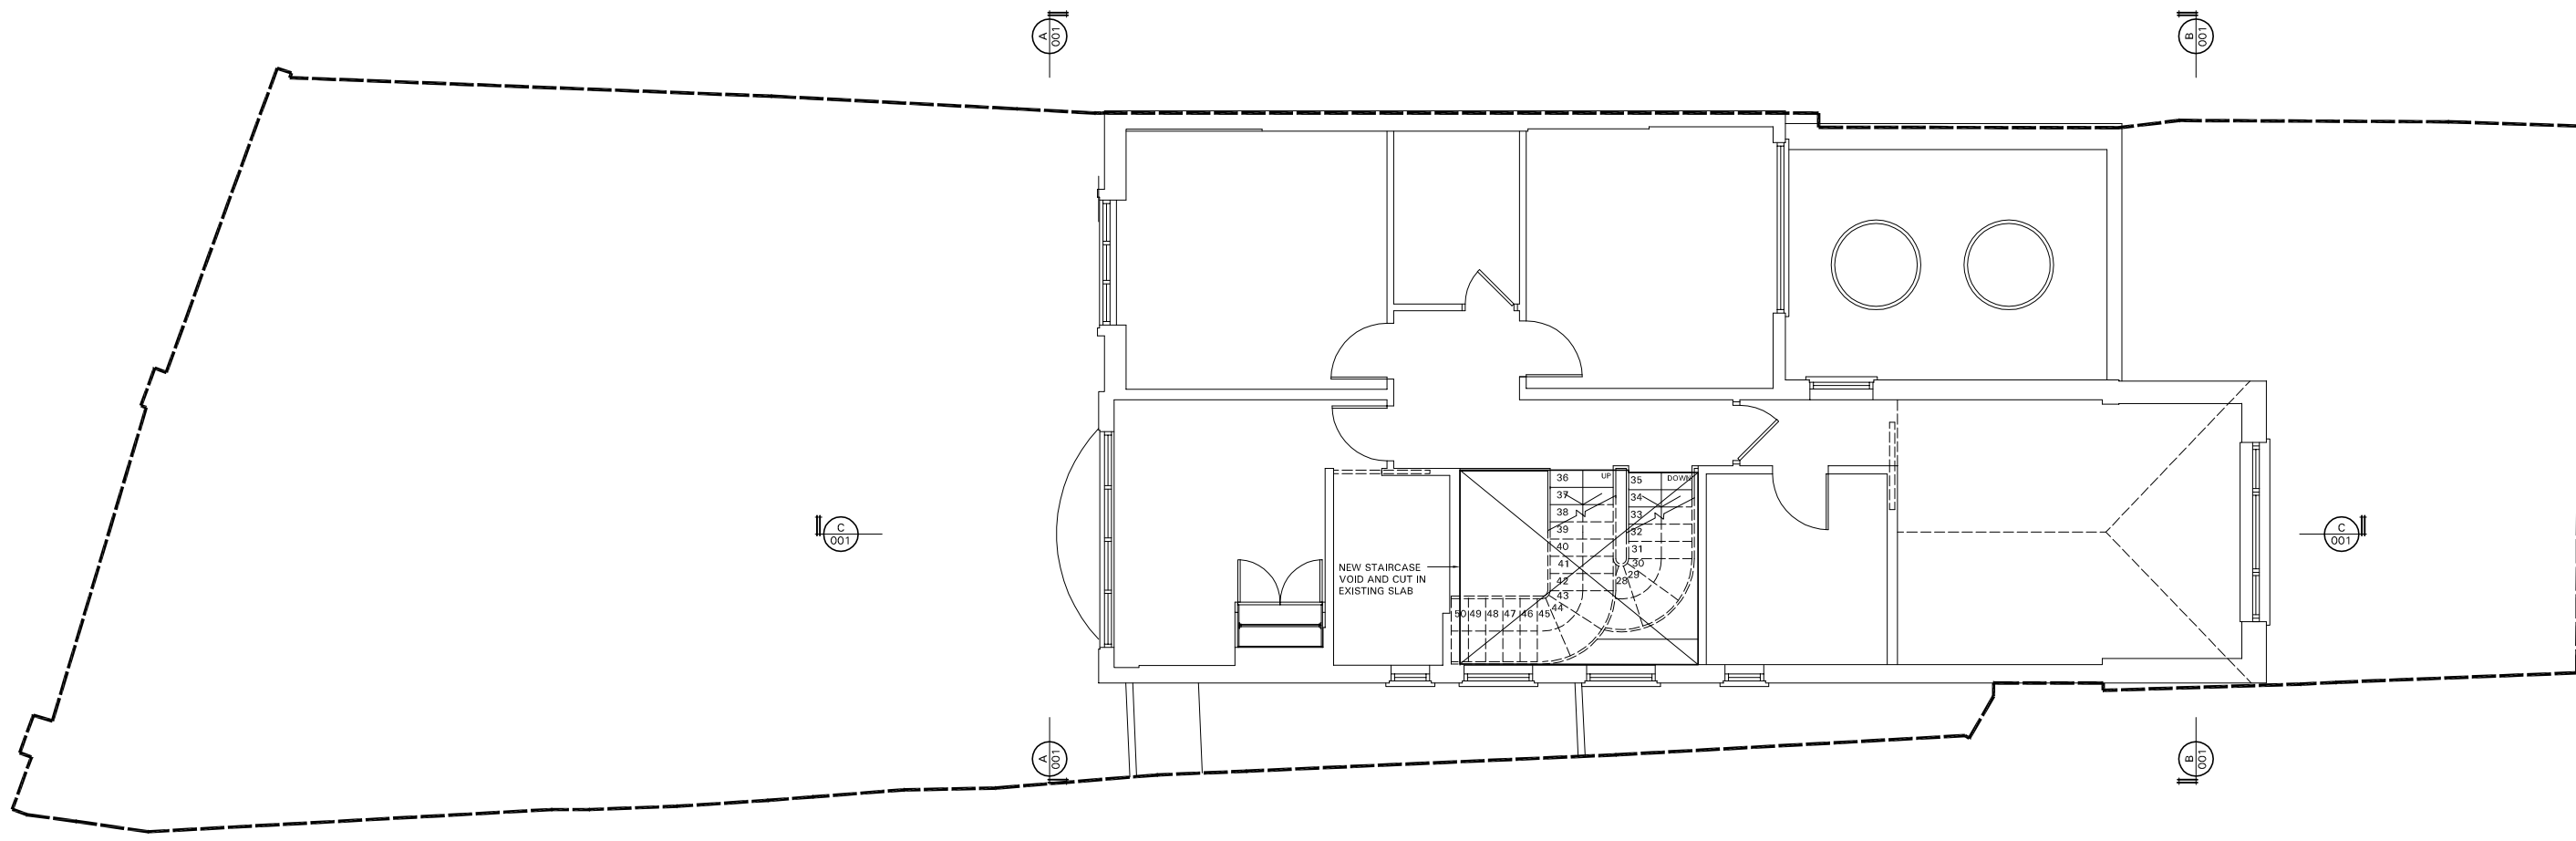 A
001
B
001
36
UP
35
DOWN
37
34
38
33
39
32
40
31
41
30
42
29
28
43
44
50
49
48
47
46
45
NEW STAIRCASE
VOID AND CUT IN
EXISTING SLAB
C
001
C
001
A
001
B
001